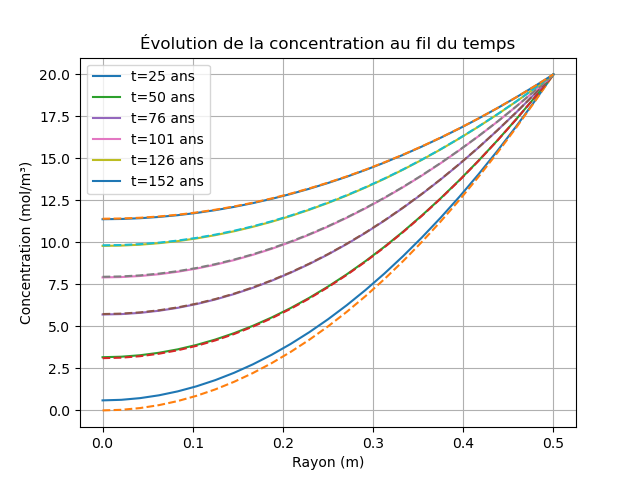 Évolution de la concentration au fil du temps
Concentration (mol/m³)
20.0
17.5
15.0
12.5
10.0
7.5
5.0
2.5
0.0
t=25 ans
t=50 ans
t=76 ans
t=101 ans
t=126 ans
t=152 ans
0.0 0.1 0.2 0.3 0.4 0.5
Rayon (m)